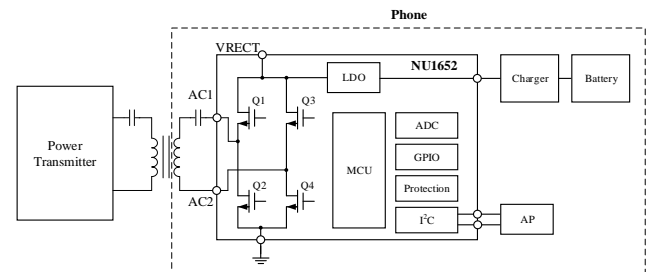 Phone
VRECT
NU1652
LDO
Charger
Battery
AC1
Q1
Q3
Power
Transmitter
MCU
ADC
GPIO
Protection
I²C
AP
Q2
Q4
AC2